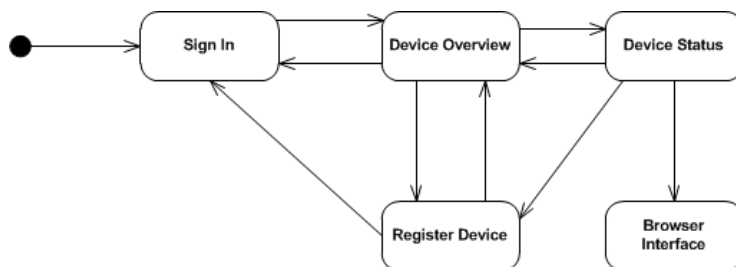 Sign In
Device Overview
Device Status
Register Device
Browser
Interface